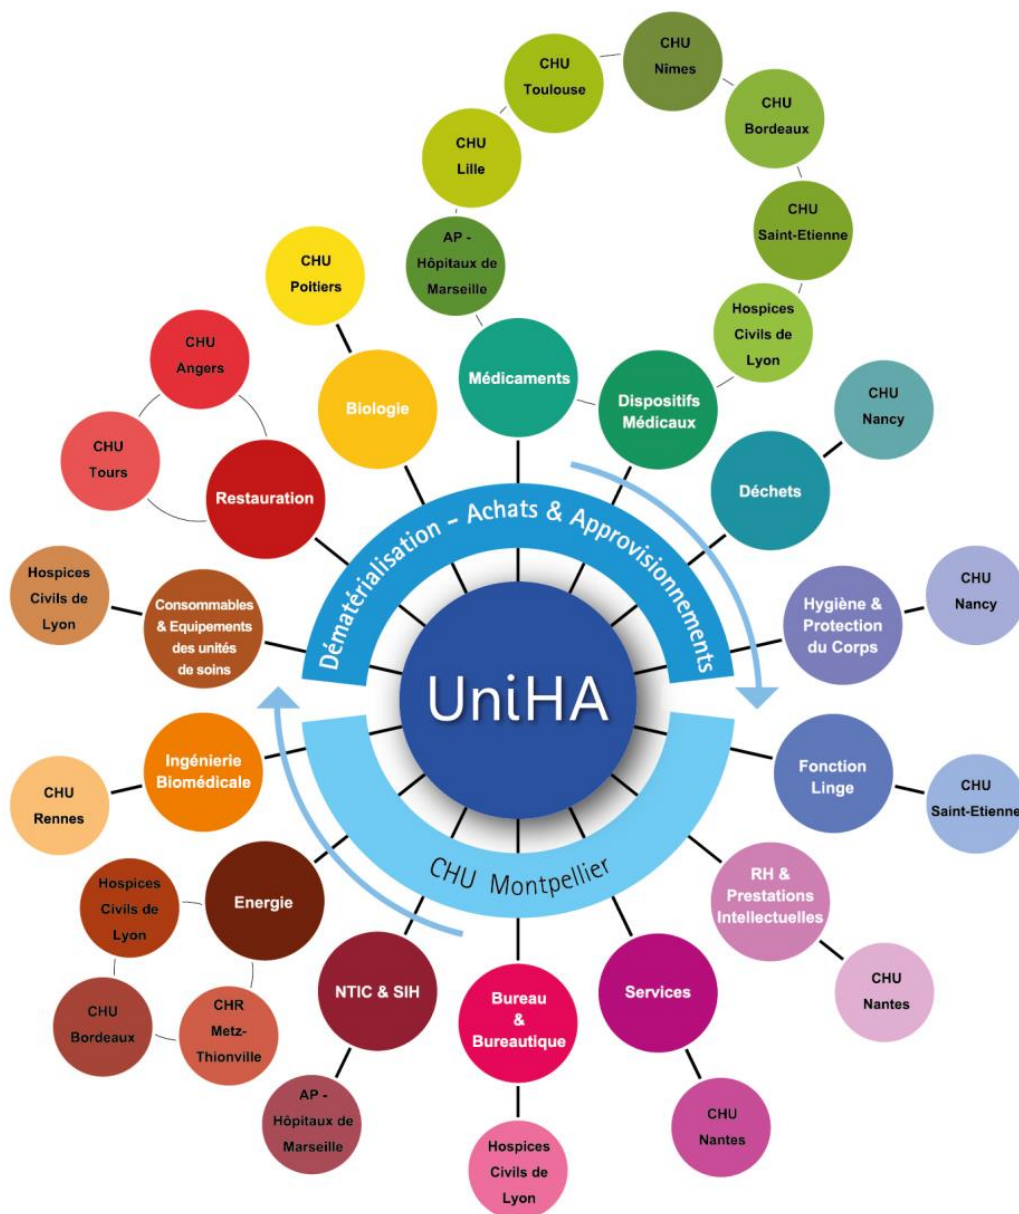 CHU
Nîmes
CHU
Toulouse
CHU
Bordeaux
CHU
Lille
CHU
Saint-Etienne
AP -
Hôpitaux de
Marseille
Hospices
Civils de
Lyon
CHU
Poitiers
Médicaments
Dispositifs
Médicaux
Biologie
CHU
Nancy
Déchets
CHU
Angers
CHU
Tours
Restauration
Dématérialisation - Achats & Approvisionnements
Hospices
Civils de
Lyon
Consommables
& Equipements
des unités
de soins
Hygiène &
Protection
du Corps
CHU
Nancy
UniHA
Ingénierie
Biomédicale
CHU
Rennes
Fonction
Linge
CHU
Saint-Etienne
CHU Montpellier
RH &
Prestations
Intellectuelles
CHU
Nantes
Energie
Hospices
Civils de
Lyon
CHU
Bordeaux
CHR
Metz-
Thionville
NTIC & SIH
AP -
Hôpitaux de
Marseille
Bureau
&
Bureautique
Hospices
Civils de
Lyon
Services
CHU
Nantes